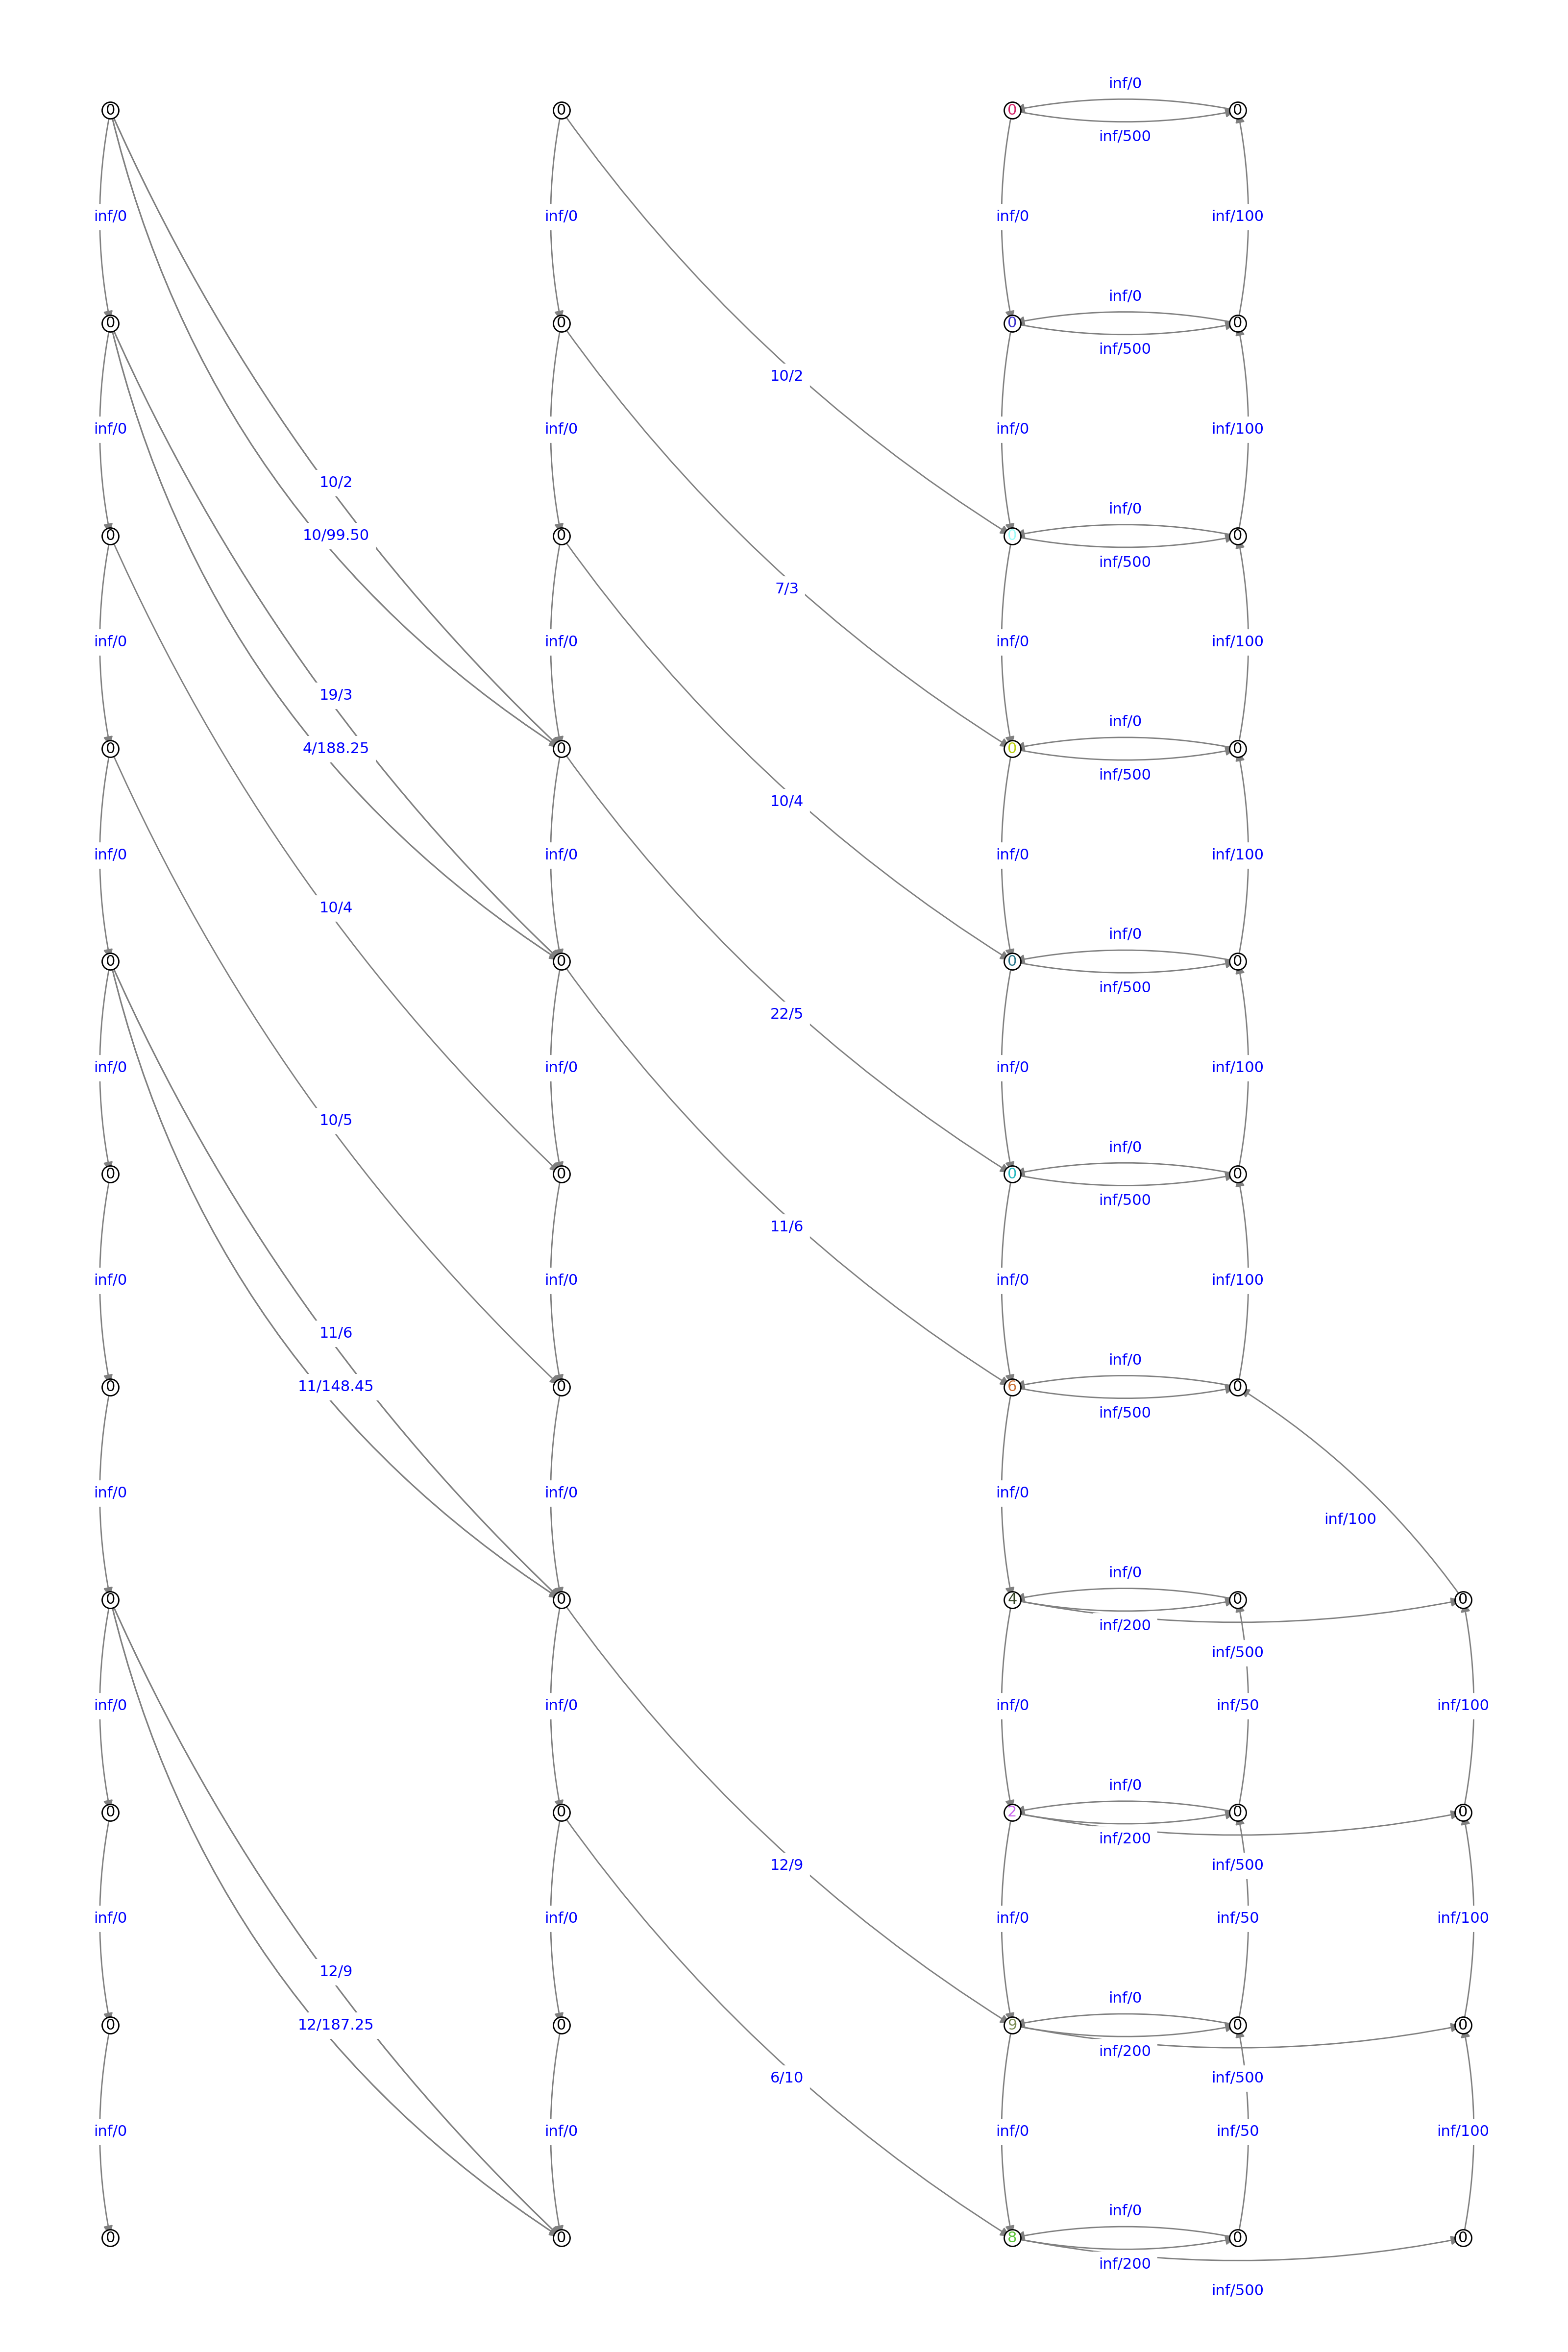 inf/0
0 0 0 0
inf/500
inf/0 inf/0 inf/0 inf/100
inf/0
0 0 0 0
inf/500
10/2
inf/0 inf/0 inf/0 inf/100
10/2
inf/0
0 10/99.50 0 0 0
inf/500
7/3
inf/0 inf/0 inf/0 inf/100
19/3
inf/0
0 4/188.25 0 0 0
inf/500
10/4
inf/0 inf/0 inf/0 inf/100
10/4
inf/0
0 0 0 0
inf/500
22/5
inf/0 inf/0 inf/0 inf/100
10/5
inf/0
0 0 0 0
inf/500
11/6
inf/0 inf/0 inf/0 inf/100
11/6
inf/0
0 11/148.45 0 6 0
inf/500
inf/0 inf/0 inf/0
inf/100
inf/0
0 0 4 0 0
inf/200
inf/500
inf/0 inf/0 inf/0 inf/50 inf/100
inf/0
0 0 2 0 0
inf/200
12/9 inf/500
inf/0 inf/0 inf/0 inf/50 inf/100
12/9
inf/0
0 12/187.25 0 9 0 0
inf/200
6/10 inf/500
inf/0 inf/0 inf/0 inf/50 inf/100
inf/0
0 0 8 0 0
inf/200
inf/500